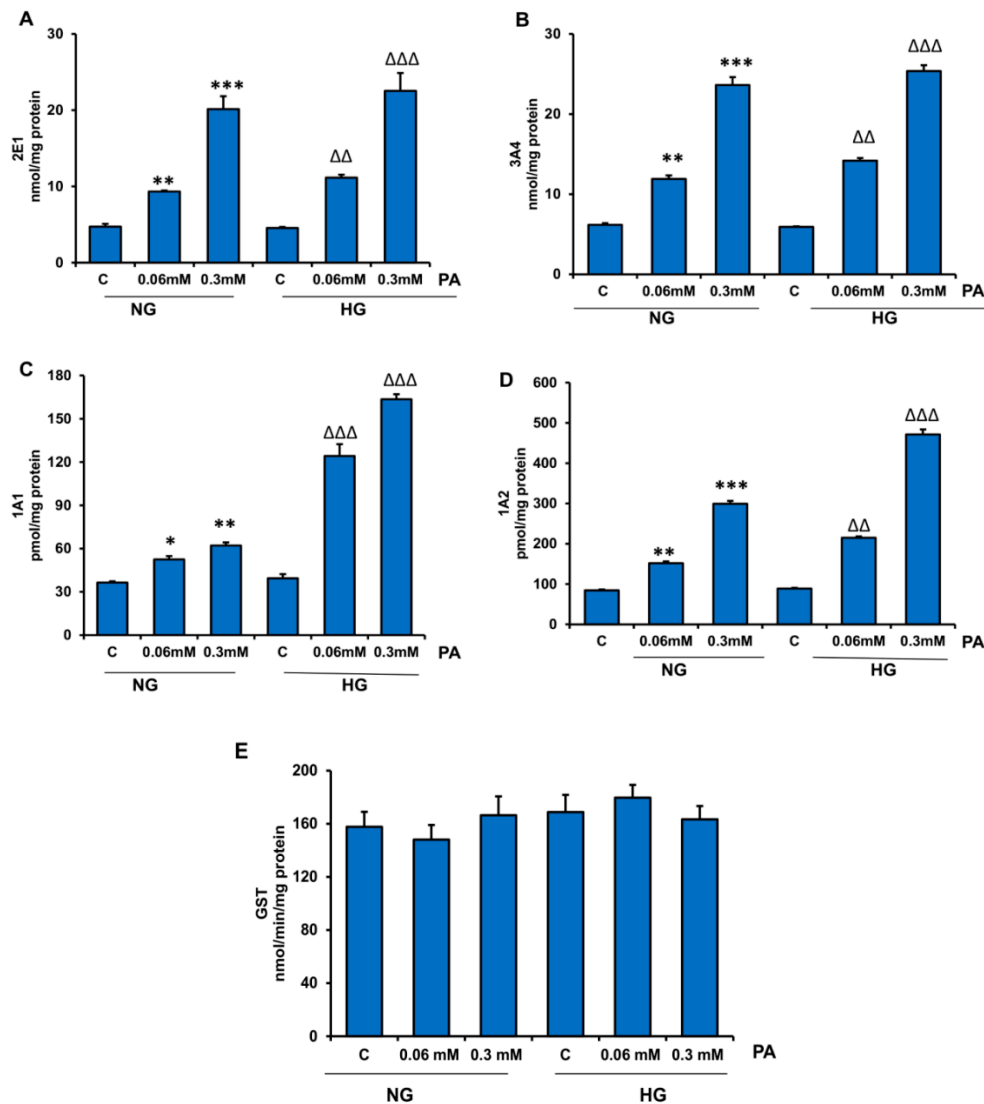 A
2E1
nmol/mg protein
30
20
10
0
**
***
ΔΔ
ΔΔΔ
C 0.06mM 0.3mM C 0.06mM 0.3mM PA
NG HG
B
3A4
nmol/mg protein
30
20
10
0
**
***
ΔΔ
ΔΔΔ
C 0.06mM 0.3mM C 0.06mM 0.3mM PA
NG HG
C
1A1
pmol/mg protein
180
150
120
90
60
30
0
*
**
ΔΔΔ
ΔΔΔ
C 0.06mM 0.3mM C 0.06mM 0.3mM PA
NG HG
D
1A2
pmol/mg protein
600
500
400
300
200
100
0
**
***
ΔΔ
ΔΔΔ
C 0.06mM 0.3mM C 0.06mM 0.3mM PA
NG HG
E
GST
nmol/min/mg protein
200
160
120
80
40
0
C 0.06 mM 0.3 mM C 0.06 mM 0.3 mM PA
NG HG